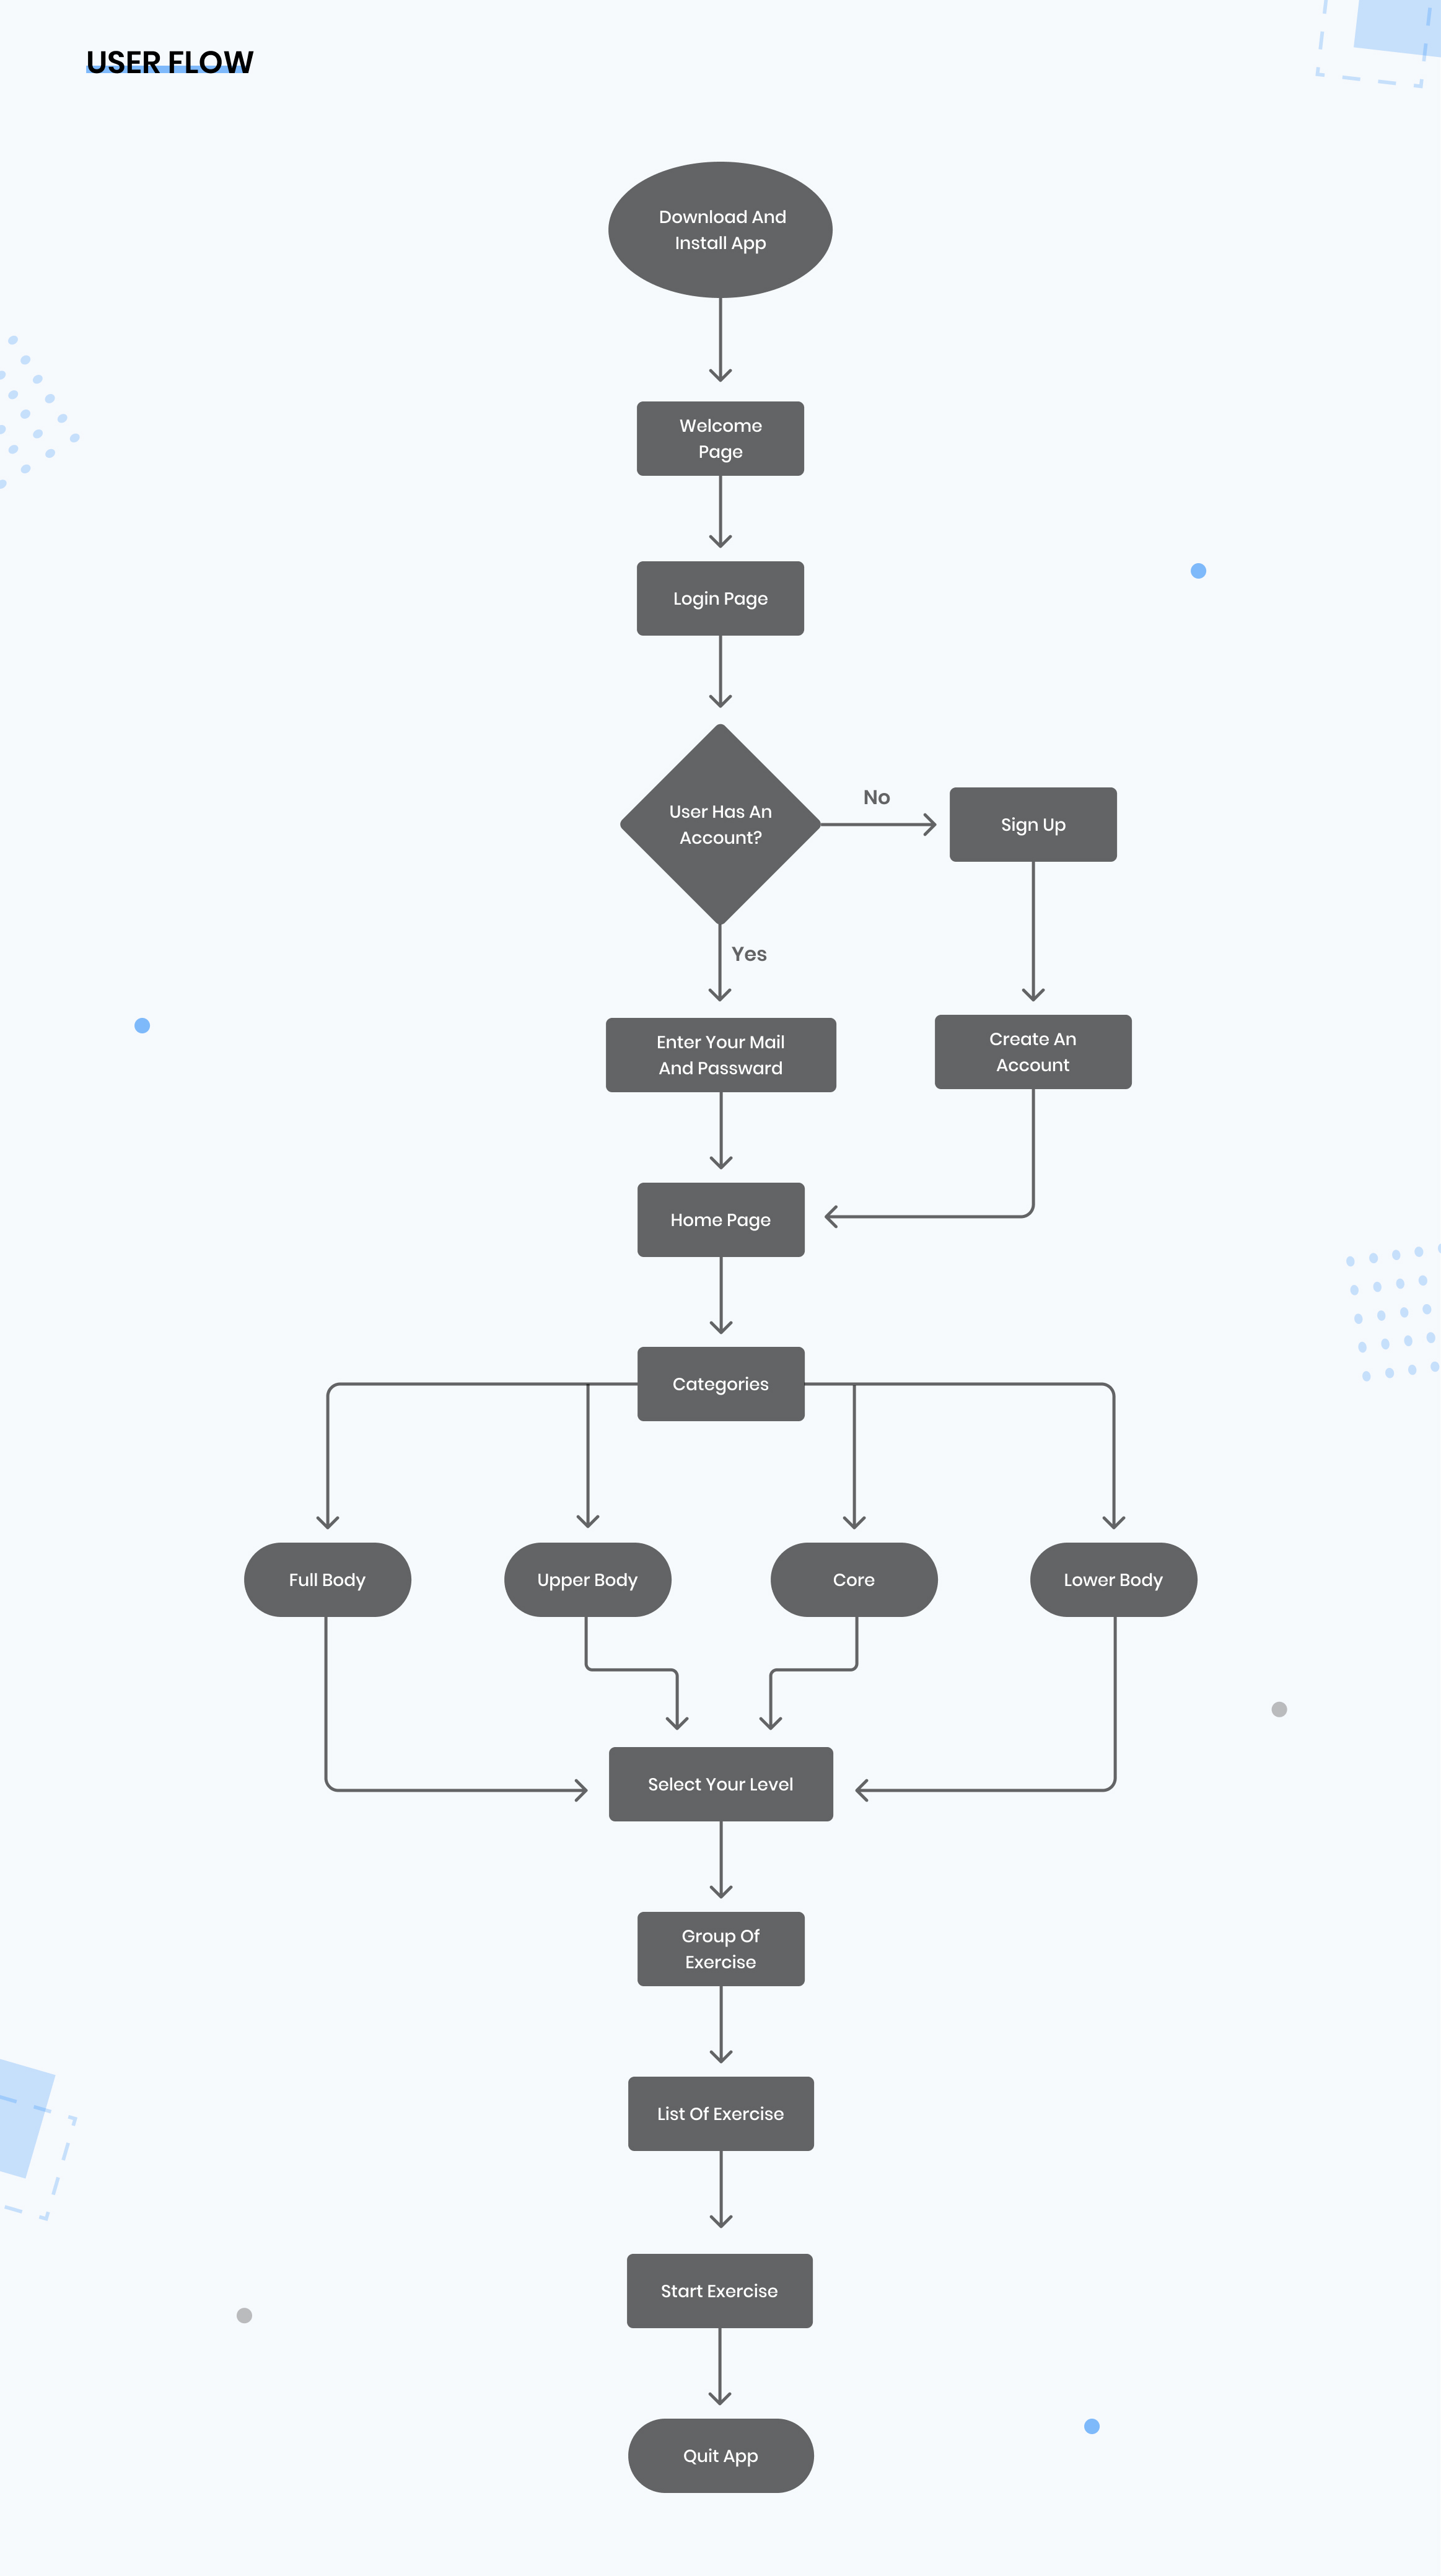 USER FLOW
Download And
Install App
Welcome
Page
Login Page
User Has An
Account?
No
Sign Up
Yes
Enter Your Mail
And Passward
Create An
Account
Home Page
Categories
Full Body
Upper Body
Core
Lower Body
Select Your Level
Group Of
Exercise
List Of Exercise
Start Exercise
Quit App